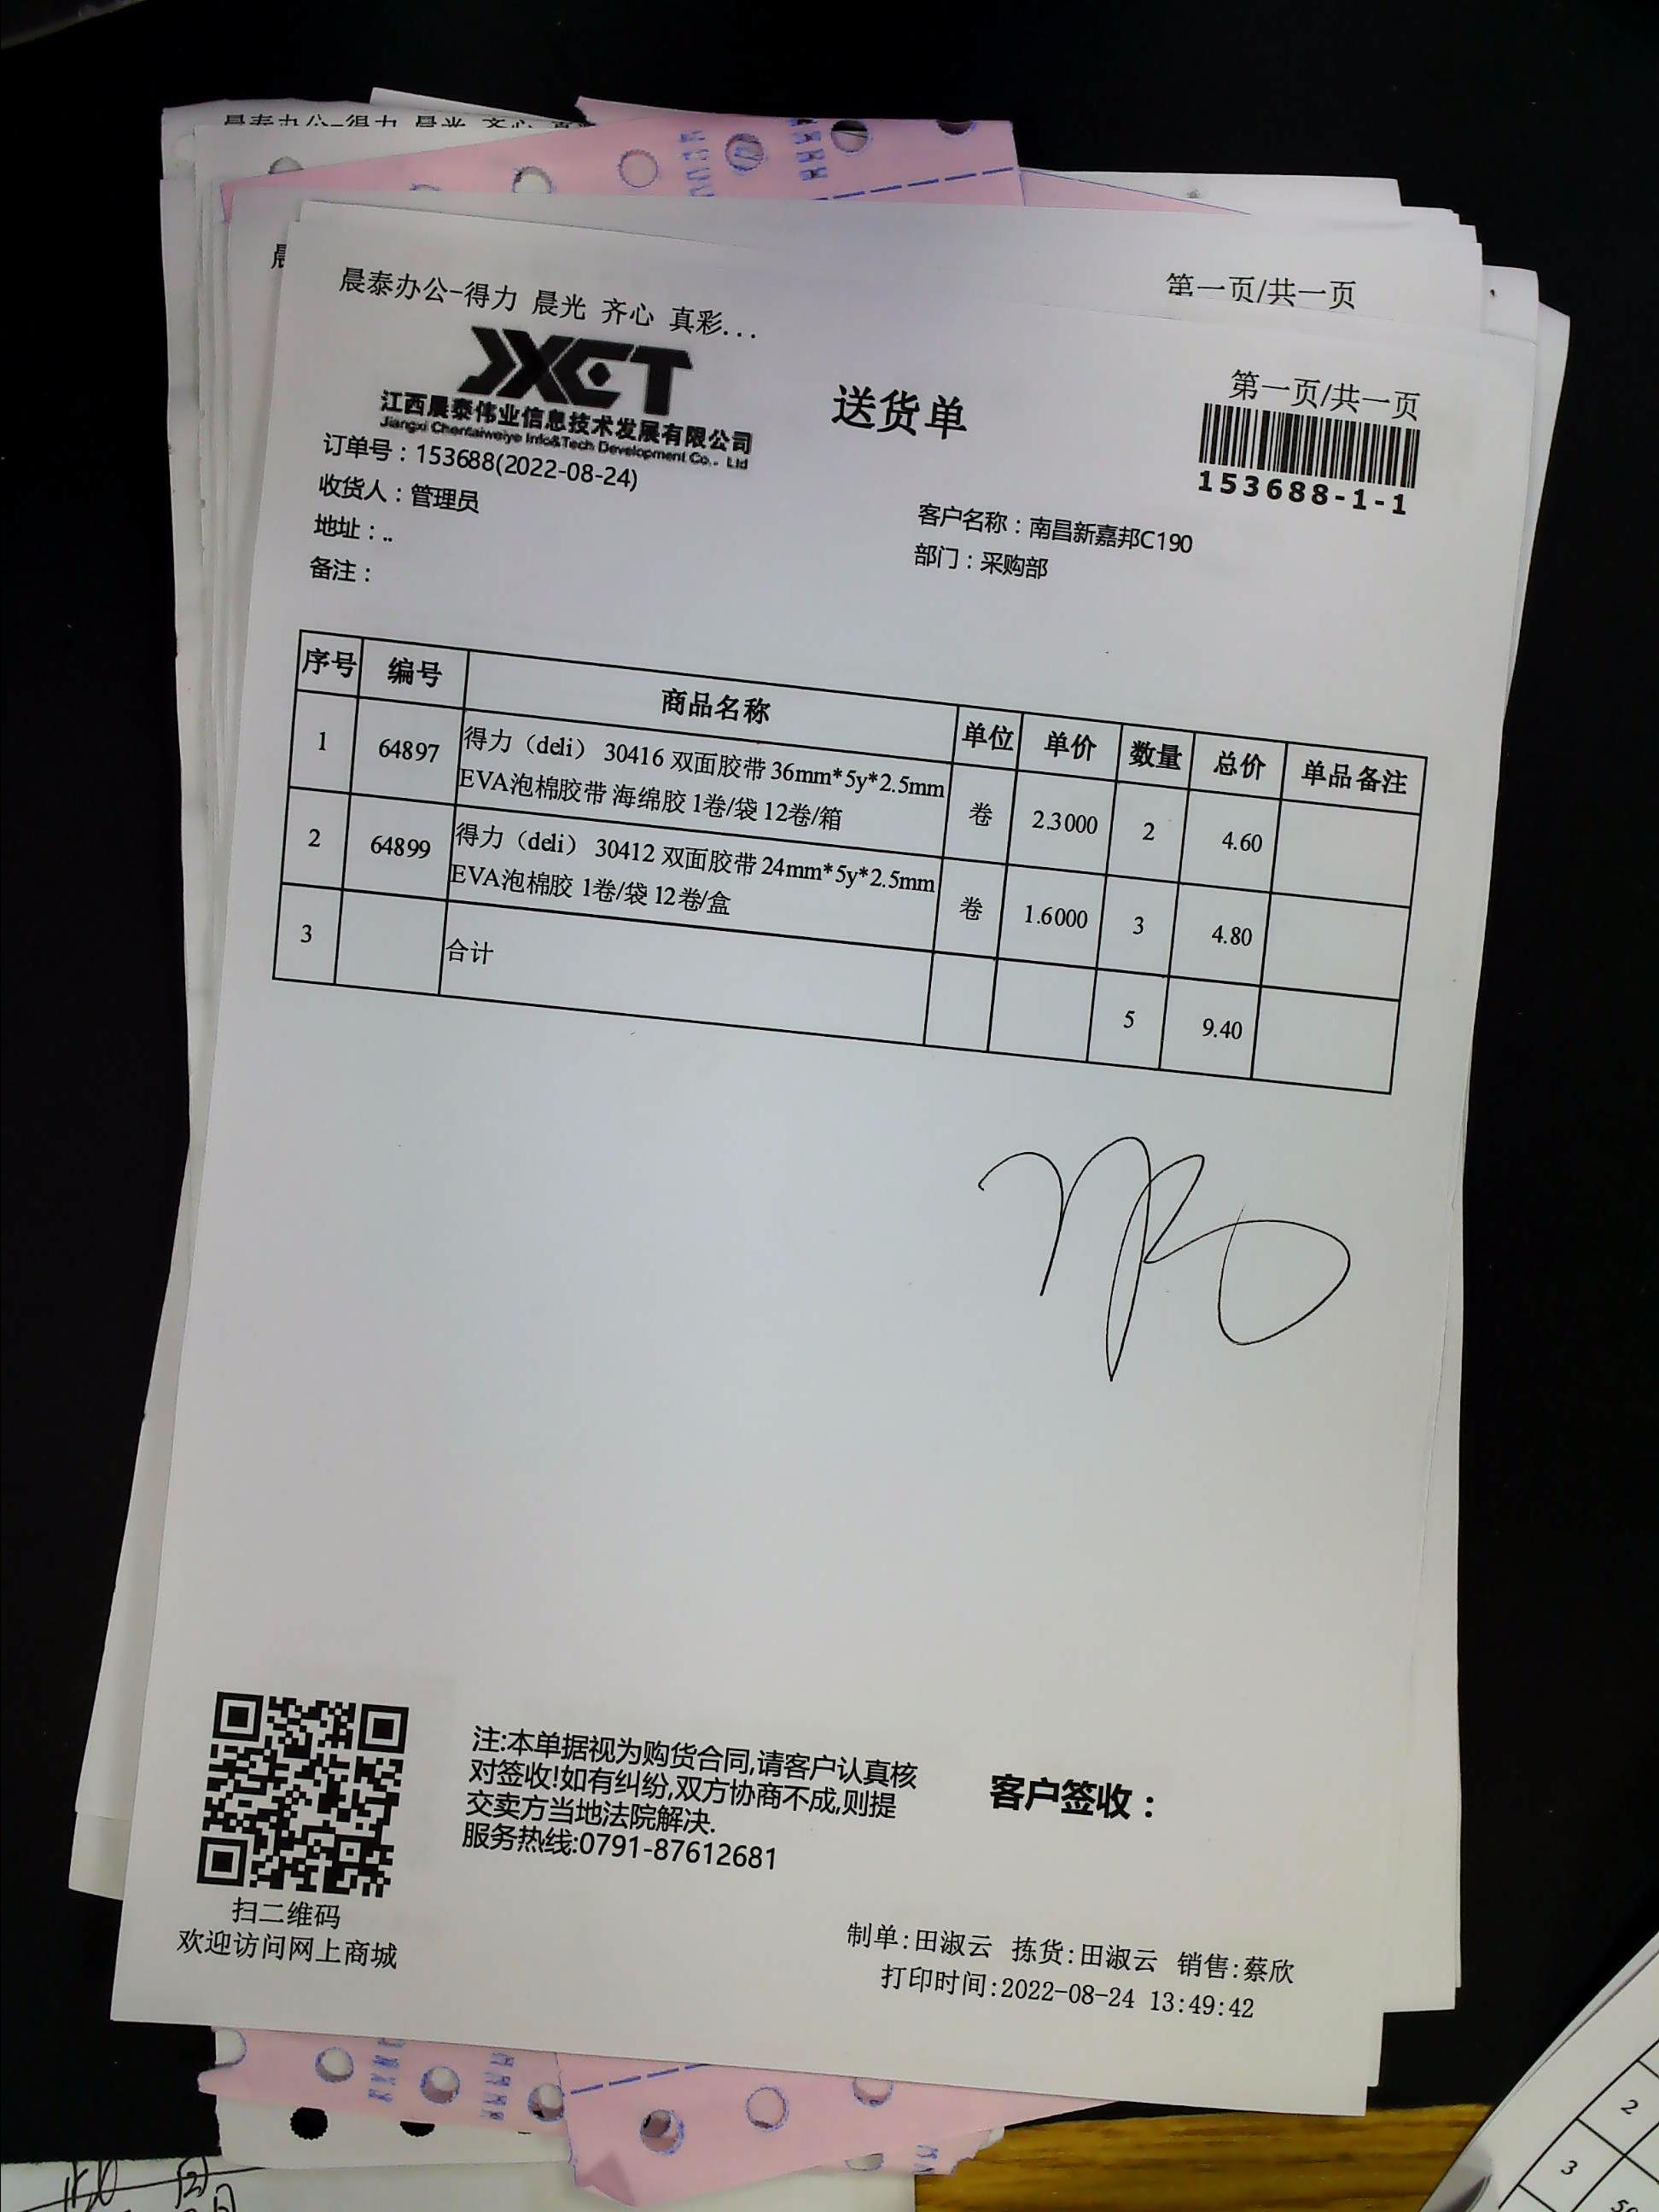 晨泰办公-得力 晨光 齐心 真彩
第一页/共一页
晨泰办公-得力 晨光 齐心 真彩...
第一页/共一页
江西晨泰伟业信息技术发展有限公司
Jiangxi Chentaiweiye Info&Tech Development Co., Ltd
送货单
153688-1-1
订单号：153688(2022-08-24)
收货人：管理员
客户名称：南昌新嘉邦C190
地址：..
部门：采购部
备注：
序号 编号 商品名称 单位 单价 数量 总价 单品备注
1 64897 得力（deli） 30416 双面胶带 36mm*5y*2.5mm
EVA泡棉胶带 海绵胶 1卷/袋 12卷/箱 卷 2.3000 2 4.60
2 64899 得力（deli） 30412 双面胶带 24mm*5y*2.5mm
EVA泡棉胶 1卷/袋 12卷/盒 卷 1.6000 3 4.80
3 合计 5 9.40
注:本单据视为购货合同,请客户认真核
对签收!如有纠纷,双方协商不成,则提
交卖方当地法院解决.
服务热线:0791-87612681
客户签收：
扫二维码
欢迎访问网上商城
制单:田淑云 拣货:田淑云 销售:蔡欣
打印时间:2022-08-24 13:49:42
2
3